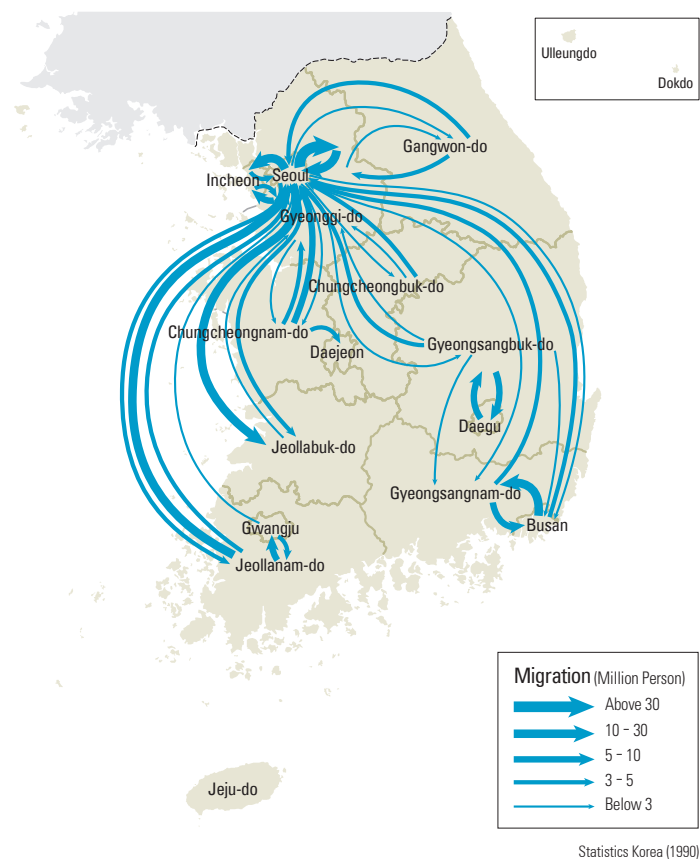 Ulleungdo
Dokdo
Gangwon-do
Incheon
Seoul
Gyeonggi-do
Chungcheongbuk-do
Chungcheongnam-do
Daejeon
Gyeongsangbuk-do
Daegu
Jeollabuk-do
Gyeongsangnam-do
Gwangju
Busan
Jeollanam-do
Jeju-do
Migration (Million Person)
Above 30
10 - 30
5 - 10
3 - 5
Below 3
Statistics Korea (1990)